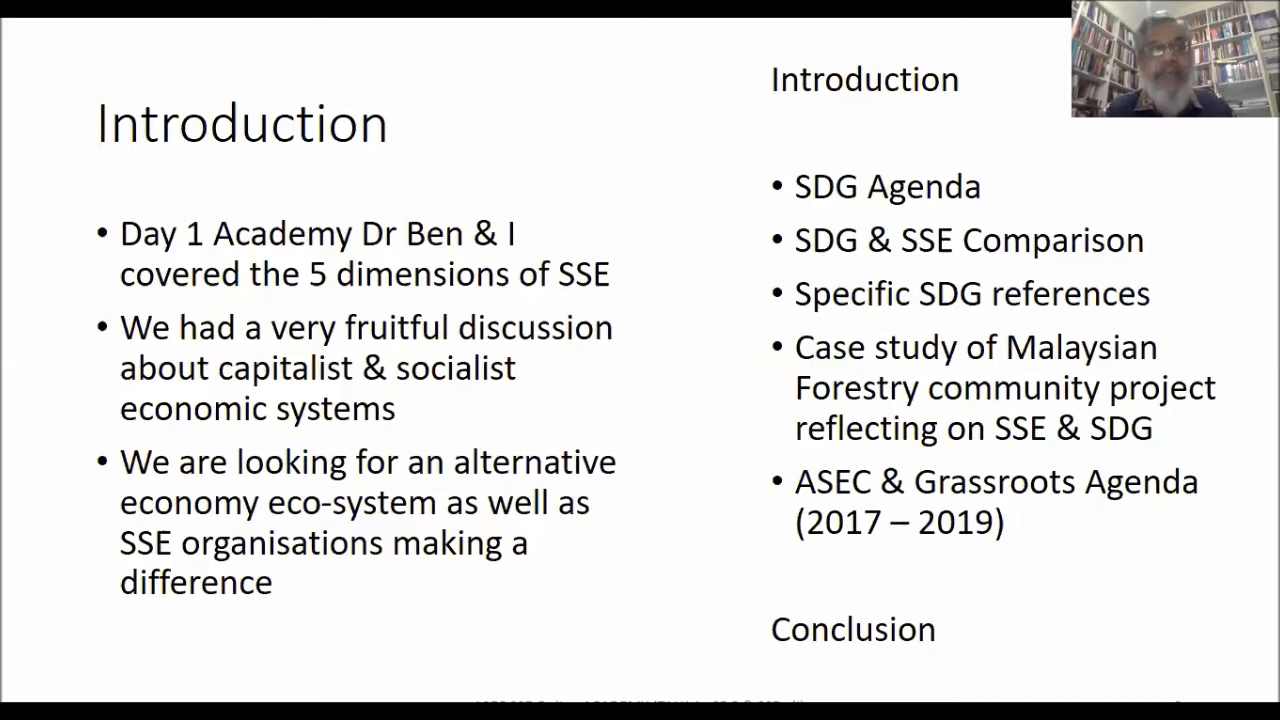 Introduction
• Day 1 Academy Dr Ben & I
covered the 5 dimensions of SSE
• We had a very fruitful discussion
about capitalist & socialist
economic systems
• We are looking for an alternative
economy eco-system as well as
SSE organisations making a
difference
Introduction
• SDG Agenda
• SDG & SSE Comparison
• Specific SDG references
• Case study of Malaysian
Forestry community project
reflecting on SSE & SDG
• ASEC & Grassroots Agenda
(2017 – 2019)
Conclusion